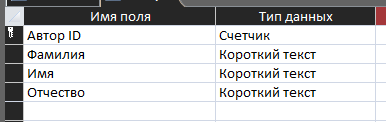 Имя поля Тип данных
Автор ID Счетчик
Фамилия Короткий текст
Имя Короткий текст
Отчество Короткий текст